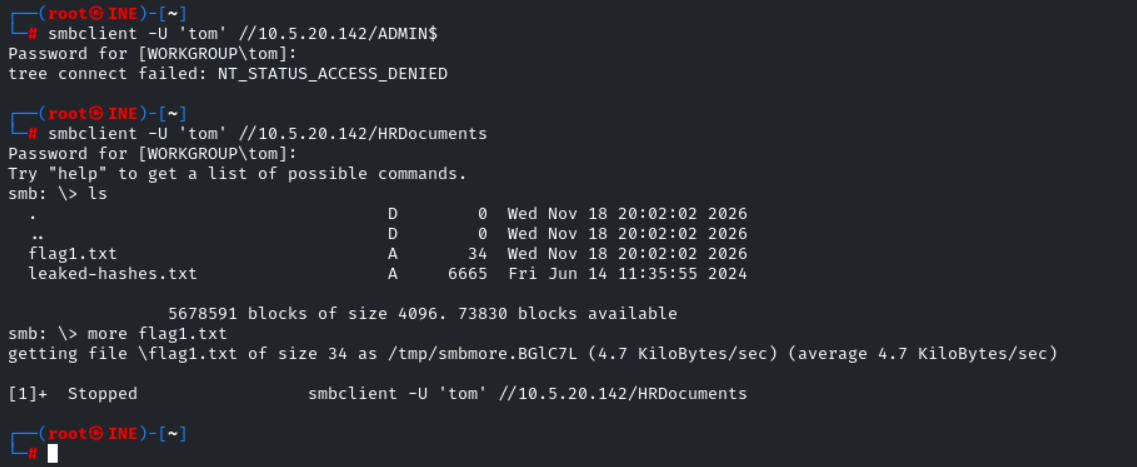 ┌──(root㉿INE)-[~]
└─# smbclient -U 'tom' //10.5.20.142/ADMIN$
Password for [WORKGROUP\tom]:
tree connect failed: NT_STATUS_ACCESS_DENIED
┌──(root㉿INE)-[~]
└─# smbclient -U 'tom' //10.5.20.142/HRDocuments
Password for [WORKGROUP\tom]:
Try "help" to get a list of possible commands.
smb: \> ls
  .                                   D        0  Wed Nov 18 20:02:02 2026
  ..                                  D        0  Wed Nov 18 20:02:02 2026
  flag1.txt                           A       34  Wed Nov 18 20:02:02 2026
  leaked-hashes.txt                   A     6665  Fri Jun 14 11:35:55 2024
                5678591 blocks of size 4096. 73830 blocks available
smb: \> more flag1.txt
getting file \flag1.txt of size 34 as /tmp/smbmore.BGlC7L (4.7 KiloBytes/sec) (average 4.7 KiloBytes/sec)
[1]+  Stopped                 smbclient -U 'tom' //10.5.20.142/HRDocuments
┌──(root㉿INE)-[~]
└─#